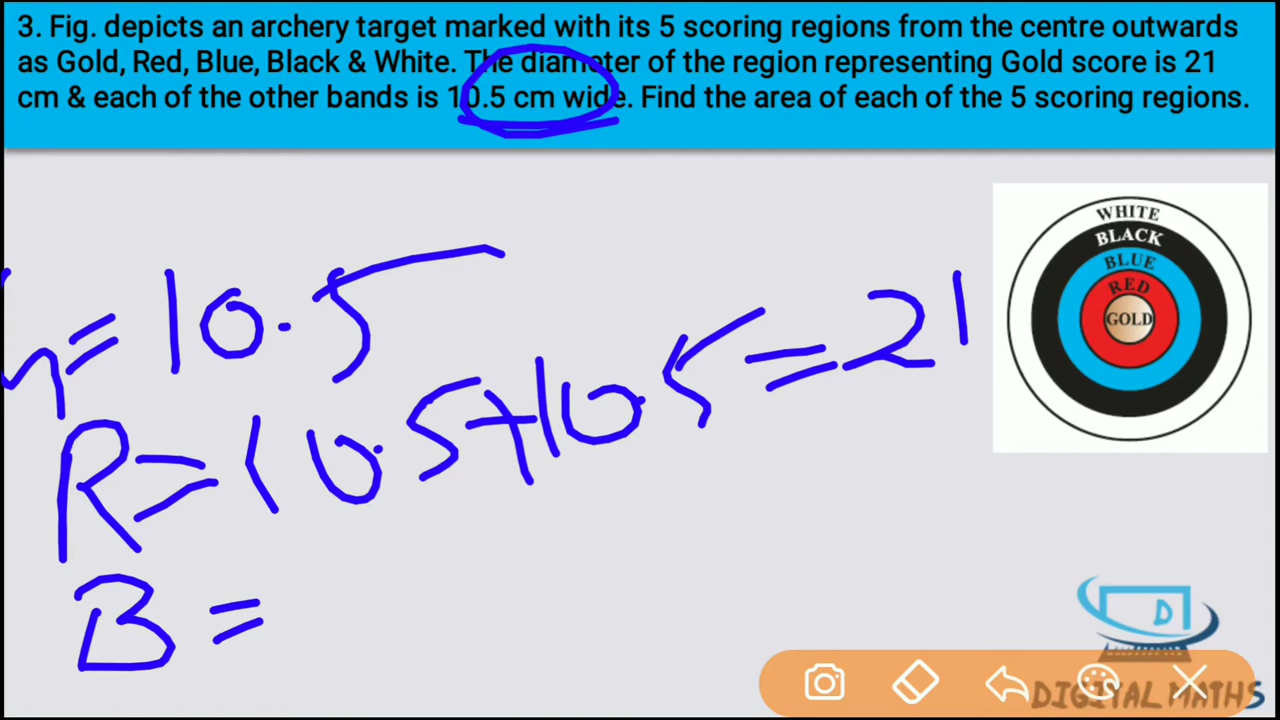 3. Fig. depicts an archery target marked with its 5 scoring regions from the centre outwards
as Gold, Red, Blue, Black & White. The diameter of the region representing Gold score is 21
cm & each of the other bands is 10.5 cm wide. Find the area of each of the 5 scoring regions.
WHITE
BLACK
BLUE
RED
GOLD
= 10.5
R = 10.5 + 10.5 = 21
B =
D
DIGITAL MATHS